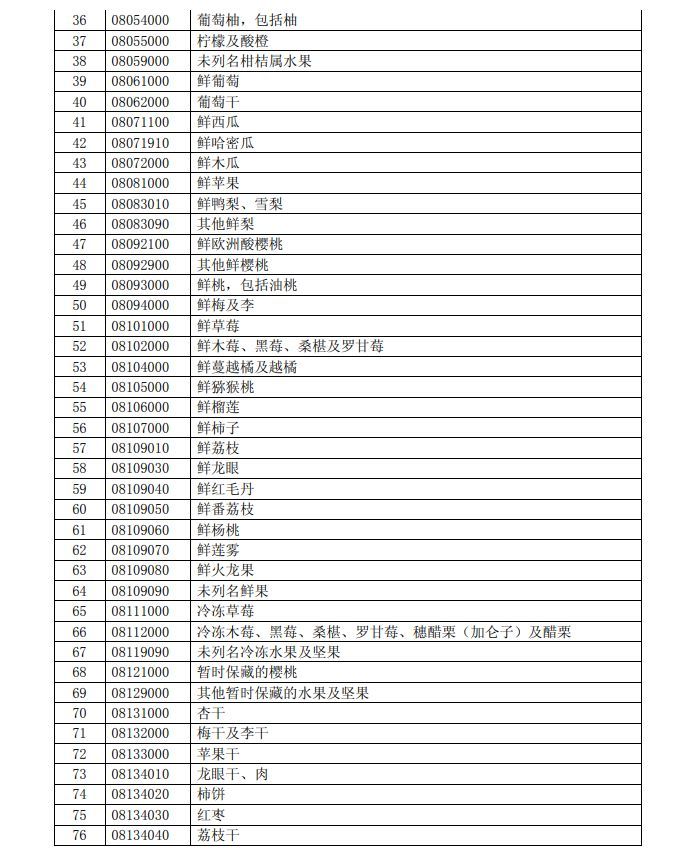 36 08054000 葡萄柚，包括柚
37 08055000 柠檬及酸橙
38 08059000 未列名柑桔属水果
39 08061000 鲜葡萄
40 08062000 葡萄干
41 08071100 鲜西瓜
42 08071910 鲜哈密瓜
43 08072000 鲜木瓜
44 08081000 鲜苹果
45 08083010 鲜鸭梨、雪梨
46 08083090 其他鲜梨
47 08092100 鲜欧洲酸樱桃
48 08092900 其他鲜樱桃
49 08093000 鲜桃，包括油桃
50 08094000 鲜梅及李
51 08101000 鲜草莓
52 08102000 鲜木莓、黑莓、桑椹及罗甘莓
53 08104000 鲜蔓越橘及越橘
54 08105000 鲜猕猴桃
55 08106000 鲜榴莲
56 08107000 鲜柿子
57 08109010 鲜荔枝
58 08109030 鲜龙眼
59 08109040 鲜红毛丹
60 08109050 鲜番荔枝
61 08109060 鲜杨桃
62 08109070 鲜莲雾
63 08109080 鲜火龙果
64 08109090 未列名鲜果
65 08111000 冷冻草莓
66 08112000 冷冻木莓、黑莓、桑椹、罗甘莓、穗醋栗（加仑子）及醋栗
67 08119090 未列名冷冻水果及坚果
68 08121000 暂时保藏的樱桃
69 08129000 其他暂时保藏的水果及坚果
70 08131000 杏干
71 08132000 梅干及李干
72 08133000 苹果干
73 08134010 龙眼干、肉
74 08134020 柿饼
75 08134030 红枣
76 08134040 荔枝干